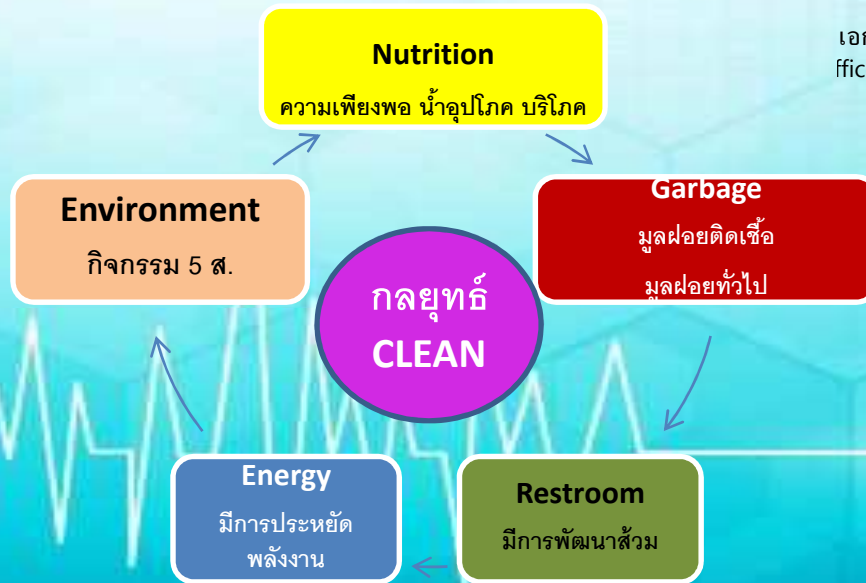 Nutrition
ความเพียงพอ น้ำอุปโภค บริโภค
Garbage
มูลฝอยติดเชื้อ
มูลฝอยทั่วไป
Restroom
มีการพัฒนาส้วม
Energy
มีการประหยัด
พลังงาน
Environment
กิจกรรม 5 ส.
กลยุทธ์
CLEAN